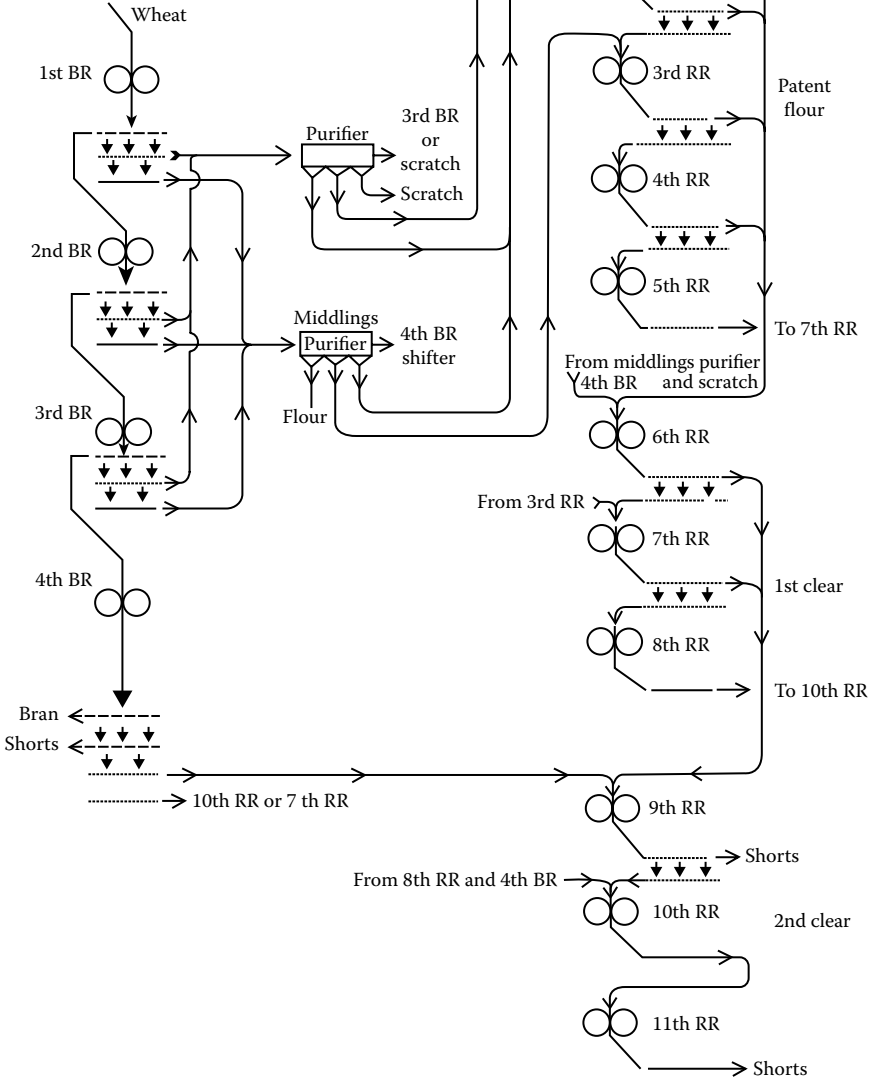 Wheat
1st BR
2nd BR
3rd BR
4th BR
Bran
Shorts
10th RR or 7 th RR
Purifier
3rd BR
or
scratch
Scratch
Middlings
Purifier
4th BR
shifter
Flour
3rd RR
Patent
flour
4th RR
5th RR
To 7th RR
From middlings purifier
4th BR and scratch
6th RR
From 3rd RR
7th RR
1st clear
8th RR
To 10th RR
9th RR
Shorts
From 8th RR and 4th BR
10th RR
2nd clear
11th RR
Shorts